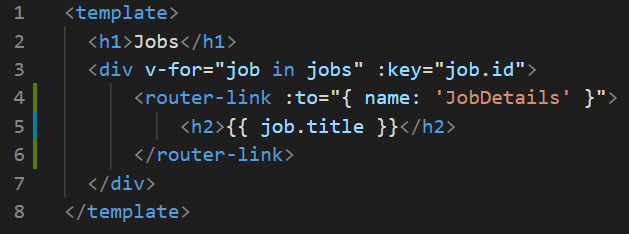 1 <template>
2   <h1>Jobs</h1>
3   <div v-for="job in jobs" :key="job.id">
4       <router-link :to="{ name: 'JobDetails' }">
5           <h2>{{ job.title }}</h2>
6       </router-link>
7   </div>
8 </template>